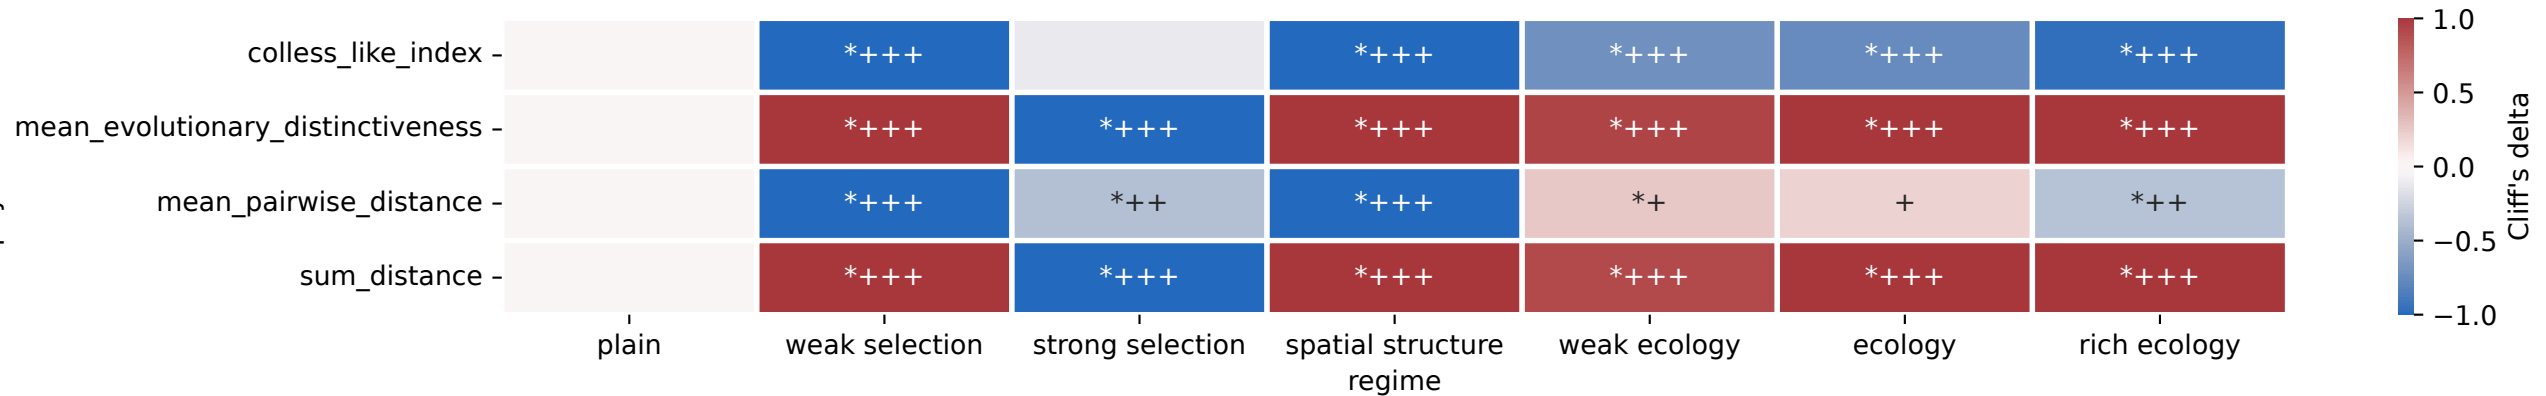 colless_like_index *+++ *+++ *+++ *+++ *+++
mean_evolutionary_distinctiveness *+++ *+++ *+++ *+++ *+++ *+++
mean_pairwise_distance *+++ *++ *+++ *+ + *++
sum_distance *+++ *+++ *+++ *+++ *+++ *+++
plain weak selection strong selection spatial structure weak ecology ecology rich ecology
regime
1.0
0.5
0.0
−0.5
−1.0
Cliff's delta